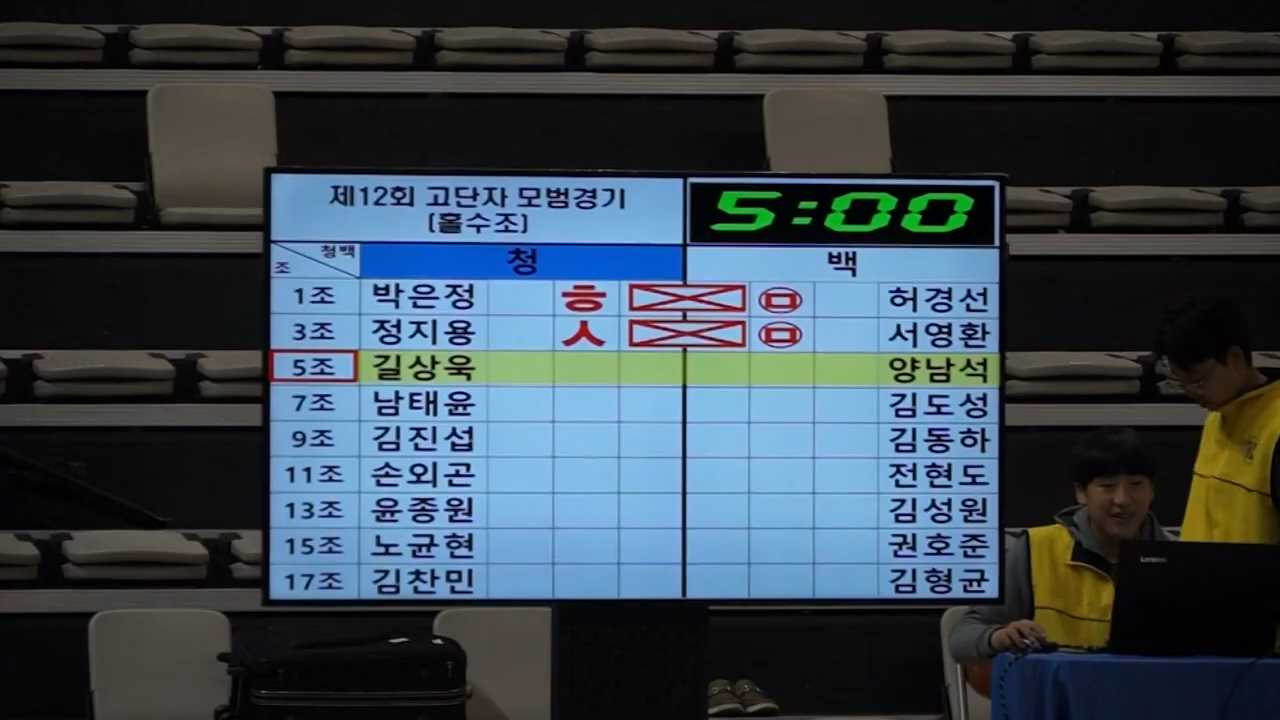 제12회 고단자 모범경기
(홀수조)
5:00
청백
조
청 백
1조 박은정 ㅎ ㅁ 허경선
3조 정지용 ㅅ ㅁ 서영환
5조 길상욱 양남석
7조 남태윤 김도성
9조 김진섭 김동하
11조 손외곤 전현도
13조 윤종원 김성원
15조 노균현 권호준
17조 김찬민 김형균
Lenovo